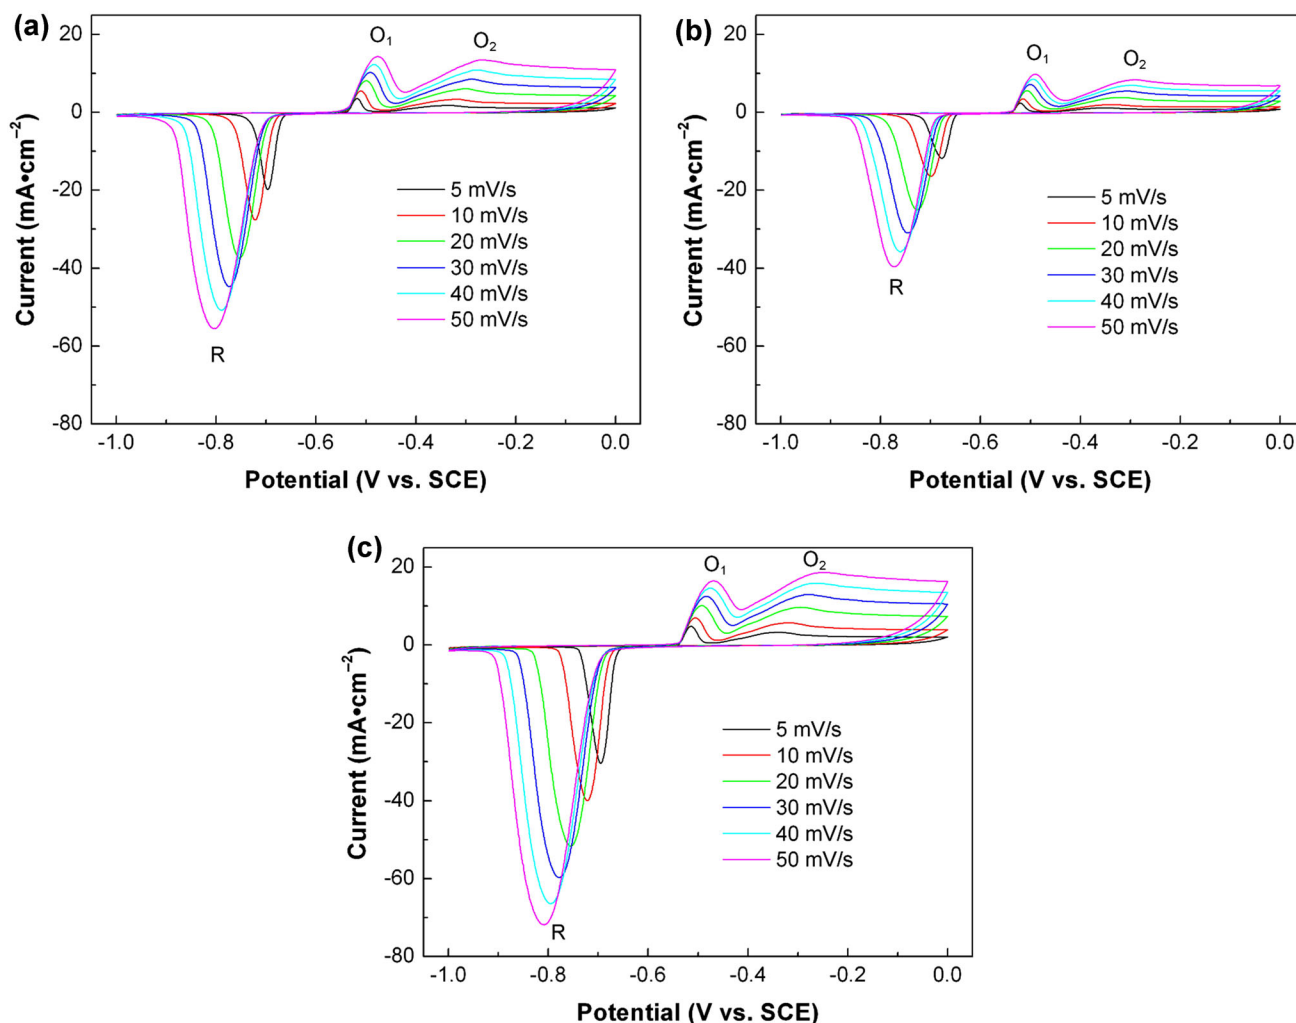 (a)
20
0
-20
-40
-60
-80
Current (mA•cm⁻²)
O₁
O₂
R
5 mV/s
10 mV/s
20 mV/s
30 mV/s
40 mV/s
50 mV/s
-1.0 -0.8 -0.6 -0.4 -0.2 0.0
Potential (V vs. SCE)
(b)
20
0
-20
-40
-60
-80
Current (mA•cm⁻²)
O₁
O₂
R
5 mV/s
10 mV/s
20 mV/s
30 mV/s
40 mV/s
50 mV/s
-1.0 -0.8 -0.6 -0.4 -0.2 0.0
Potential (V vs. SCE)
(c)
20
0
-20
-40
-60
-80
Current (mA•cm⁻²)
O₁
O₂
R
5 mV/s
10 mV/s
20 mV/s
30 mV/s
40 mV/s
50 mV/s
-1.0 -0.8 -0.6 -0.4 -0.2 0.0
Potential (V vs. SCE)